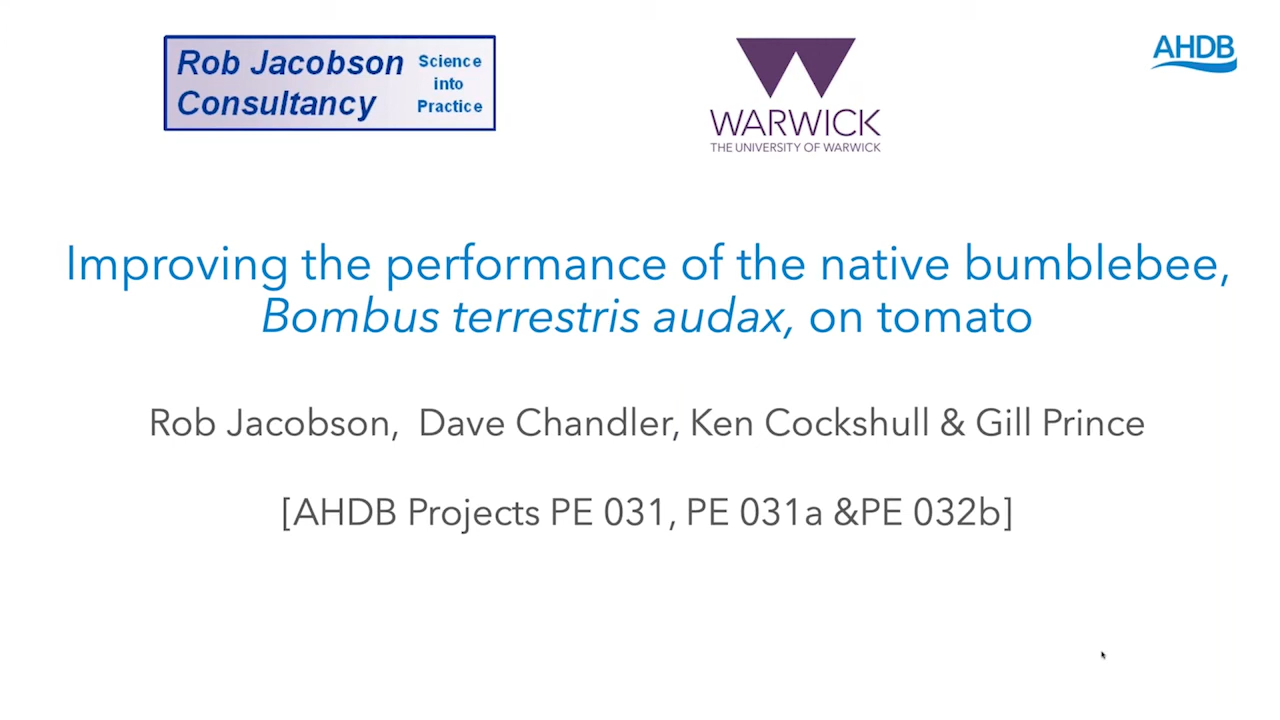 Rob Jacobson
Consultancy
Science
into
Practice
WARWICK
THE UNIVERSITY OF WARWICK
AHDB
Improving the performance of the native bumblebee,
Bombus terrestris audax, on tomato
Rob Jacobson, Dave Chandler, Ken Cockshull & Gill Prince
[AHDB Projects PE 031, PE 031a &PE 032b]